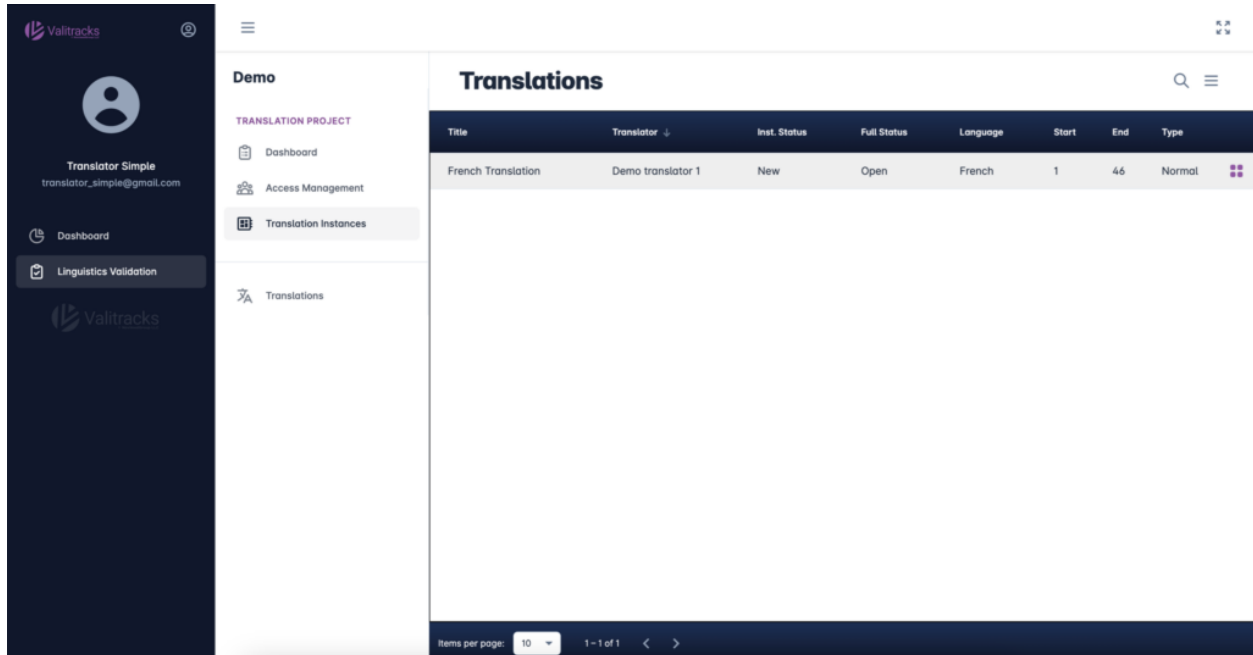 Valitracks
Translator Simple
translator_simple@gmail.com
Dashboard
Linguistics Validation
Valitracks
Demo
TRANSLATION PROJECT
Dashboard
Access Management
Translation Instances
Translations
Translations
Title Translator ↓ Inst. Status Full Status Language Start End Type
French Translation Demo translator 1 New Open French 1 46 Normal
Items per page: 10 1 – 1 of 1